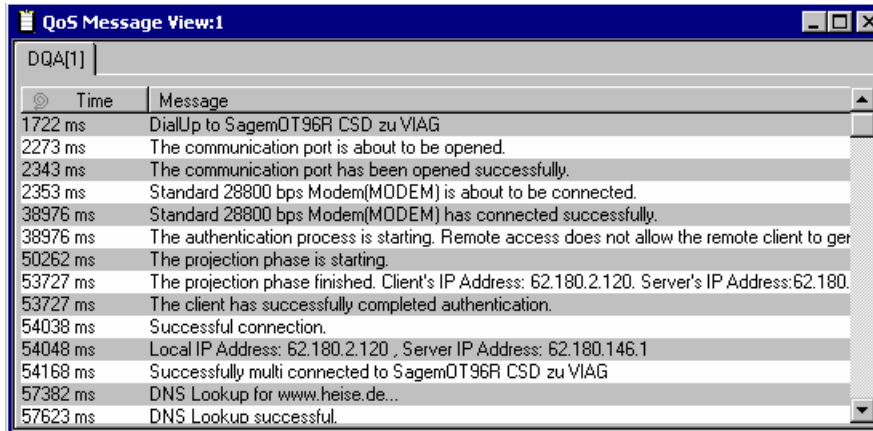 QoS Message View:1
DQA[1]
Time Message
1722 ms DialUp to SagemOT96R CSD zu VIAG
2273 ms The communication port is about to be opened.
2343 ms The communication port has been opened successfully.
2353 ms Standard 28800 bps Modem(MODEM) is about to be connected.
38976 ms Standard 28800 bps Modem(MODEM) has connected successfully.
38976 ms The authentication process is starting. Remote access does not allow the remote client to ger
50262 ms The projection phase is starting.
53727 ms The projection phase finished. Client's IP Address: 62.180.2.120. Server's IP Address:62.180.
53727 ms The client has successfully completed authentication.
54038 ms Successful connection.
54048 ms Local IP Address: 62.180.2.120 , Server IP Address: 62.180.146.1
54168 ms Successfully multi connected to SagemOT96R CSD zu VIAG
57382 ms DNS Lookup for www.heise.de...
57623 ms DNS Lookup successful.